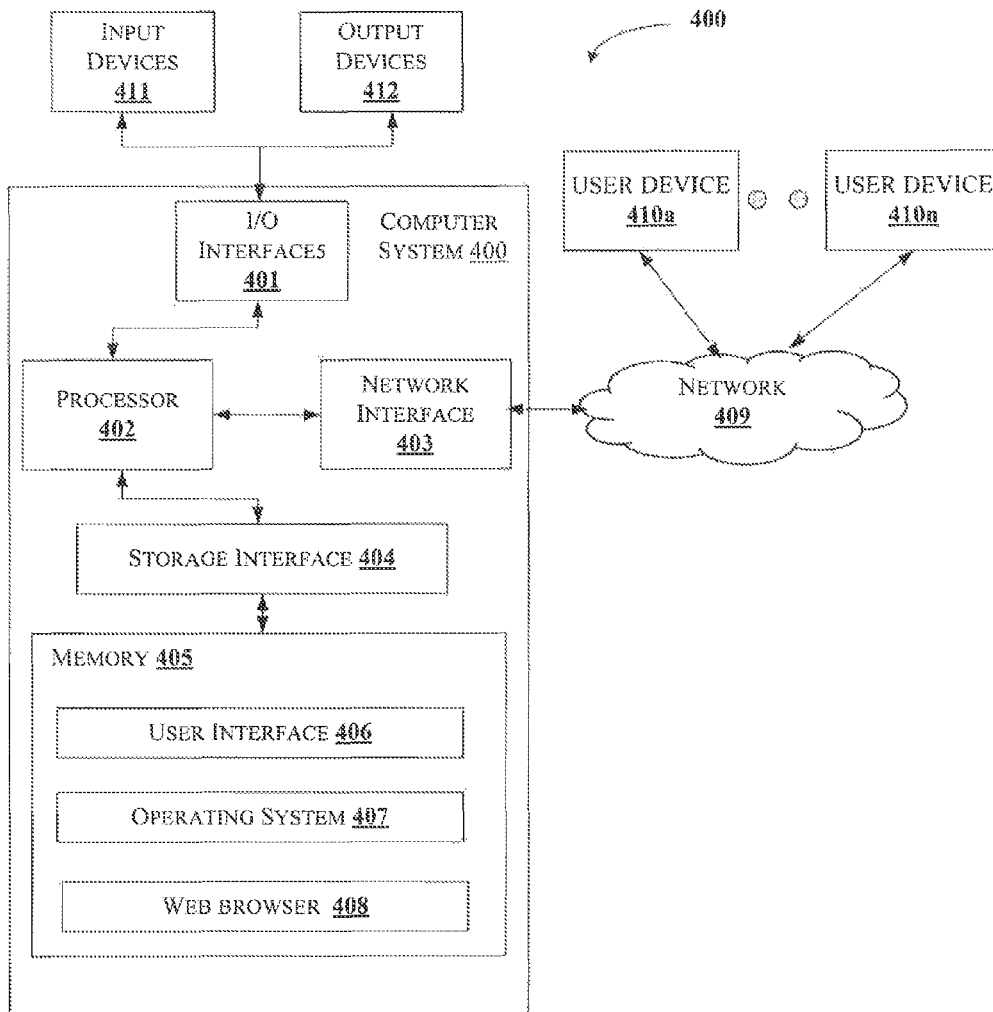 INPUT
DEVICES
411
OUTPUT
DEVICES
412
400
USER DEVICE
410a
USER DEVICE
410n
I/O
INTERFACES
401
COMPUTER
SYSTEM 400
PROCESSOR
402
NETWORK
INTERFACE
403
NETWORK
409
STORAGE INTERFACE 404
MEMORY 405
USER INTERFACE 406
OPERATING SYSTEM 407
WEB BROWSER 408